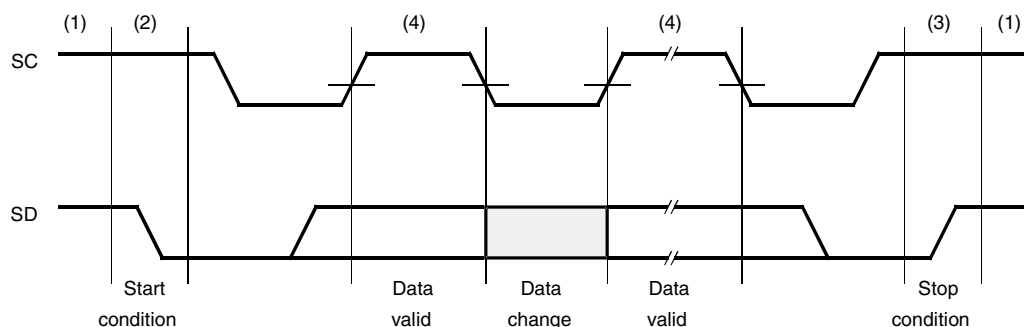 (1) (2) (4) (4) (3) (1)
SC
SD
Start condition
Data valid
Data change
Data valid
Stop condition